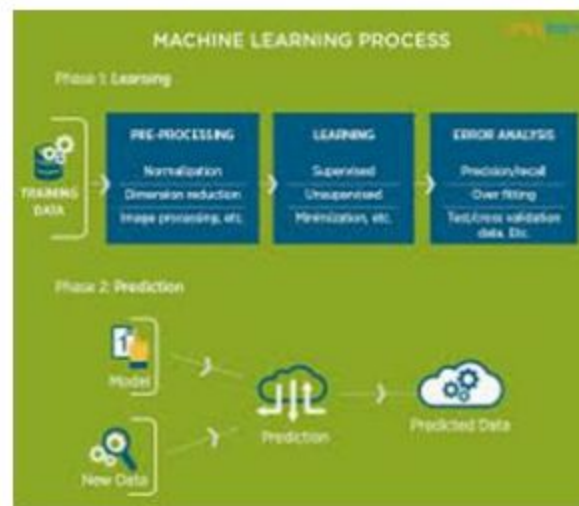 MACHINE LEARNING PROCESS
Phase 1: Learning
TRAINING
DATA
PRE-PROCESSING
Normalization
Dimension reduction
Image processing, etc.
LEARNING
Supervised
Unsupervised
Minimization, etc.
ERROR ANALYSIS
Precision/recall
Over fitting
Test/cross validation
data, Etc.
Phase 2: Prediction
1
Model
New Data
Prediction
Predicted Data